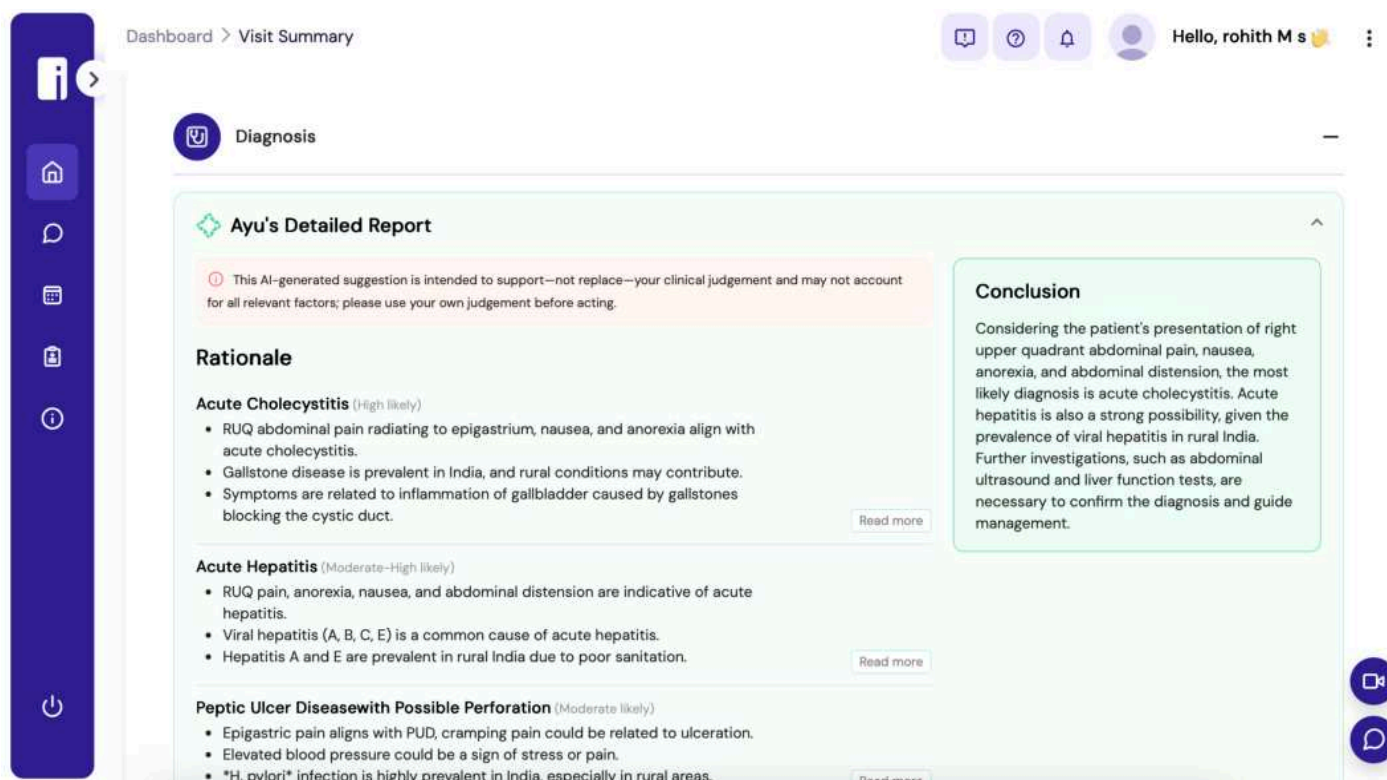 Dashboard > Visit Summary
Hello, rohith M s 👋
Diagnosis
Ayu's Detailed Report
This AI-generated suggestion is intended to support—not replace—your clinical judgement and may not account
for all relevant factors; please use your own judgement before acting.
Rationale
Acute Cholecystitis (High likely)
• RUQ abdominal pain radiating to epigastrium, nausea, and anorexia align with
acute cholecystitis.
• Gallstone disease is prevalent in India, and rural conditions may contribute.
• Symptoms are related to inflammation of gallbladder caused by gallstones
blocking the cystic duct.
Read more
Acute Hepatitis (Moderate-High likely)
• RUQ pain, anorexia, nausea, and abdominal distension are indicative of acute
hepatitis.
• Viral hepatitis (A, B, C, E) is a common cause of acute hepatitis.
• Hepatitis A and E are prevalent in rural India due to poor sanitation.
Read more
Peptic Ulcer Diseasewith Possible Perforation (Moderate likely)
• Epigastric pain aligns with PUD, cramping pain could be related to ulceration.
• Elevated blood pressure could be a sign of stress or pain.
• *H. pylori* infection is highly prevalent in India, especially in rural areas.
Read more
Conclusion
Considering the patient's presentation of right
upper quadrant abdominal pain, nausea,
anorexia, and abdominal distension, the most
likely diagnosis is acute cholecystitis. Acute
hepatitis is also a strong possibility, given the
prevalence of viral hepatitis in rural India.
Further investigations, such as abdominal
ultrasound and liver function tests, are
necessary to confirm the diagnosis and guide
management.